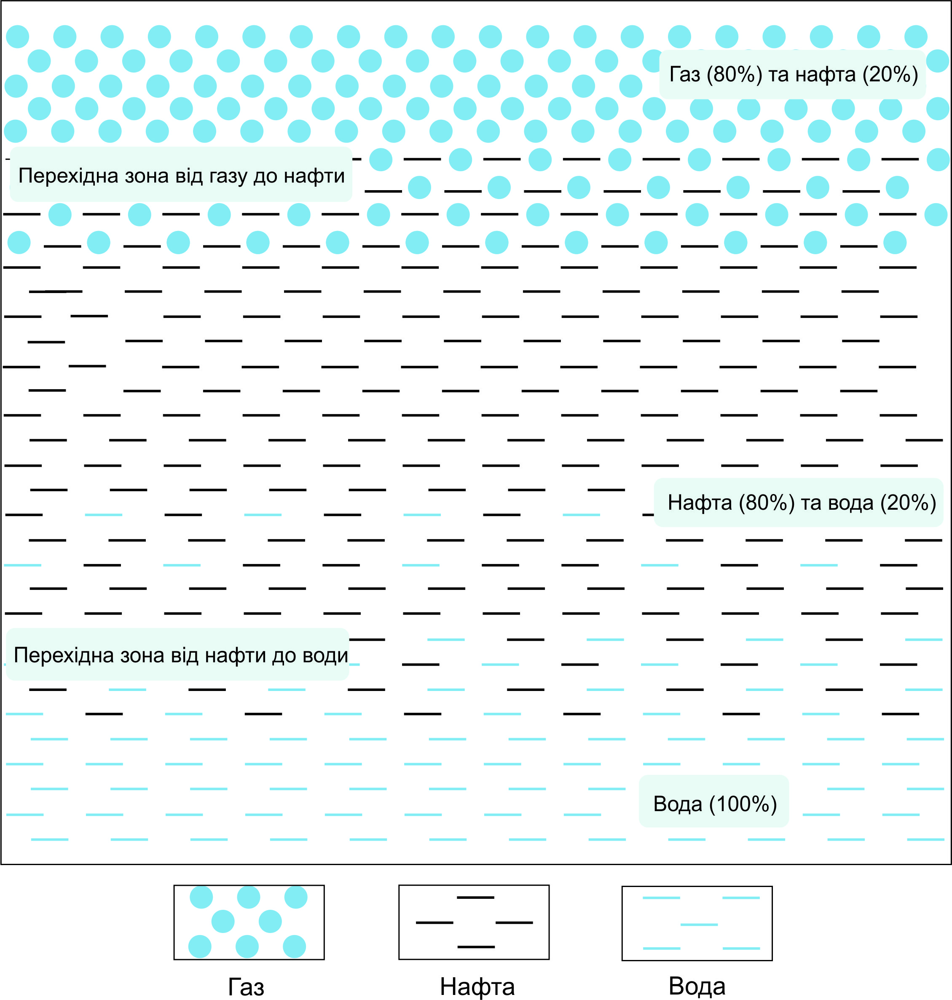 Газ (80%) та нафта (20%)
Перехідна зона від газу до нафти
Нафта (80%) та вода (20%)
Перехідна зона від нафти до води
Вода (100%)
Газ
Нафта
Вода